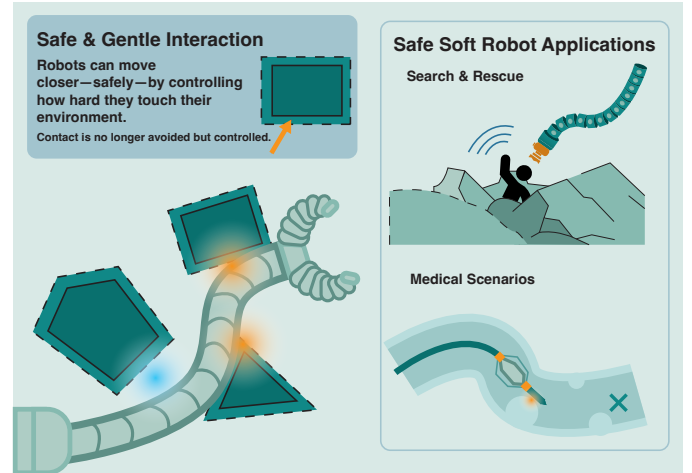 Safe & Gentle Interaction
Robots can move
closer—safely—by controlling
how hard they touch their
environment.
Contact is no longer avoided but controlled.
Safe Soft Robot Applications
Search & Rescue
Medical Scenarios